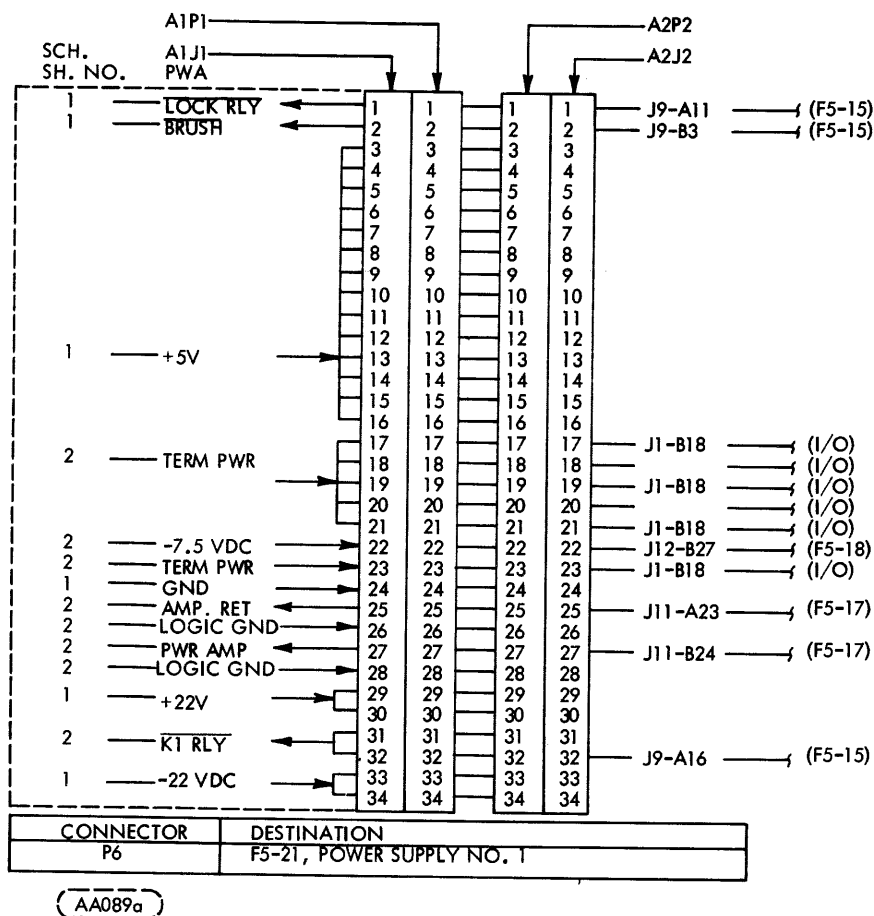 A1P1
A2P2
SCH.
A1J1
A2J2
SH. NO. PWA
1 LOCK RLY 1 1 1 1 J9-A11 (F5-15)
1 BRUSH 2 2 2 2 J9-B3 (F5-15)
3 3 3 3
4 4 4 4
5 5 5 5
6 6 6 6
7 7 7 7
8 8 8 8
9 9 9 9
10 10 10 10
11 11 11 11
12 12 12 12
1 +5V 13 13 13 13
14 14 14 14
15 15 15 15
16 16 16 16
17 17 17 17 J1-B18 (I/O)
2 TERM PWR 18 18 18 18 (I/O)
19 19 19 19 J1-B18 (I/O)
20 20 20 20 (I/O)
21 21 21 21 J1-B18 (I/O)
2 -7.5 VDC 22 22 22 22 J12-B27 (F5-18)
2 TERM PWR 23 23 23 23 J1-B18 (I/O)
1 GND 24 24 24 24
2 AMP. RET 25 25 25 25 J11-A23 (F5-17)
2 LOGIC GND 26 26 26 26
2 PWR AMP 27 27 27 27 J11-B24 (F5-17)
2 LOGIC GND 28 28 28 28
1 +22V 29 29 29 29
30 30 30 30
2 K1 RLY 31 31 31 31
32 32 32 32 J9-A16 (F5-15)
1 -22 VDC 33 33 33 33
34 34 34 34
CONNECTOR DESTINATION
P6 F5-21, POWER SUPPLY NO. 1
AA089a